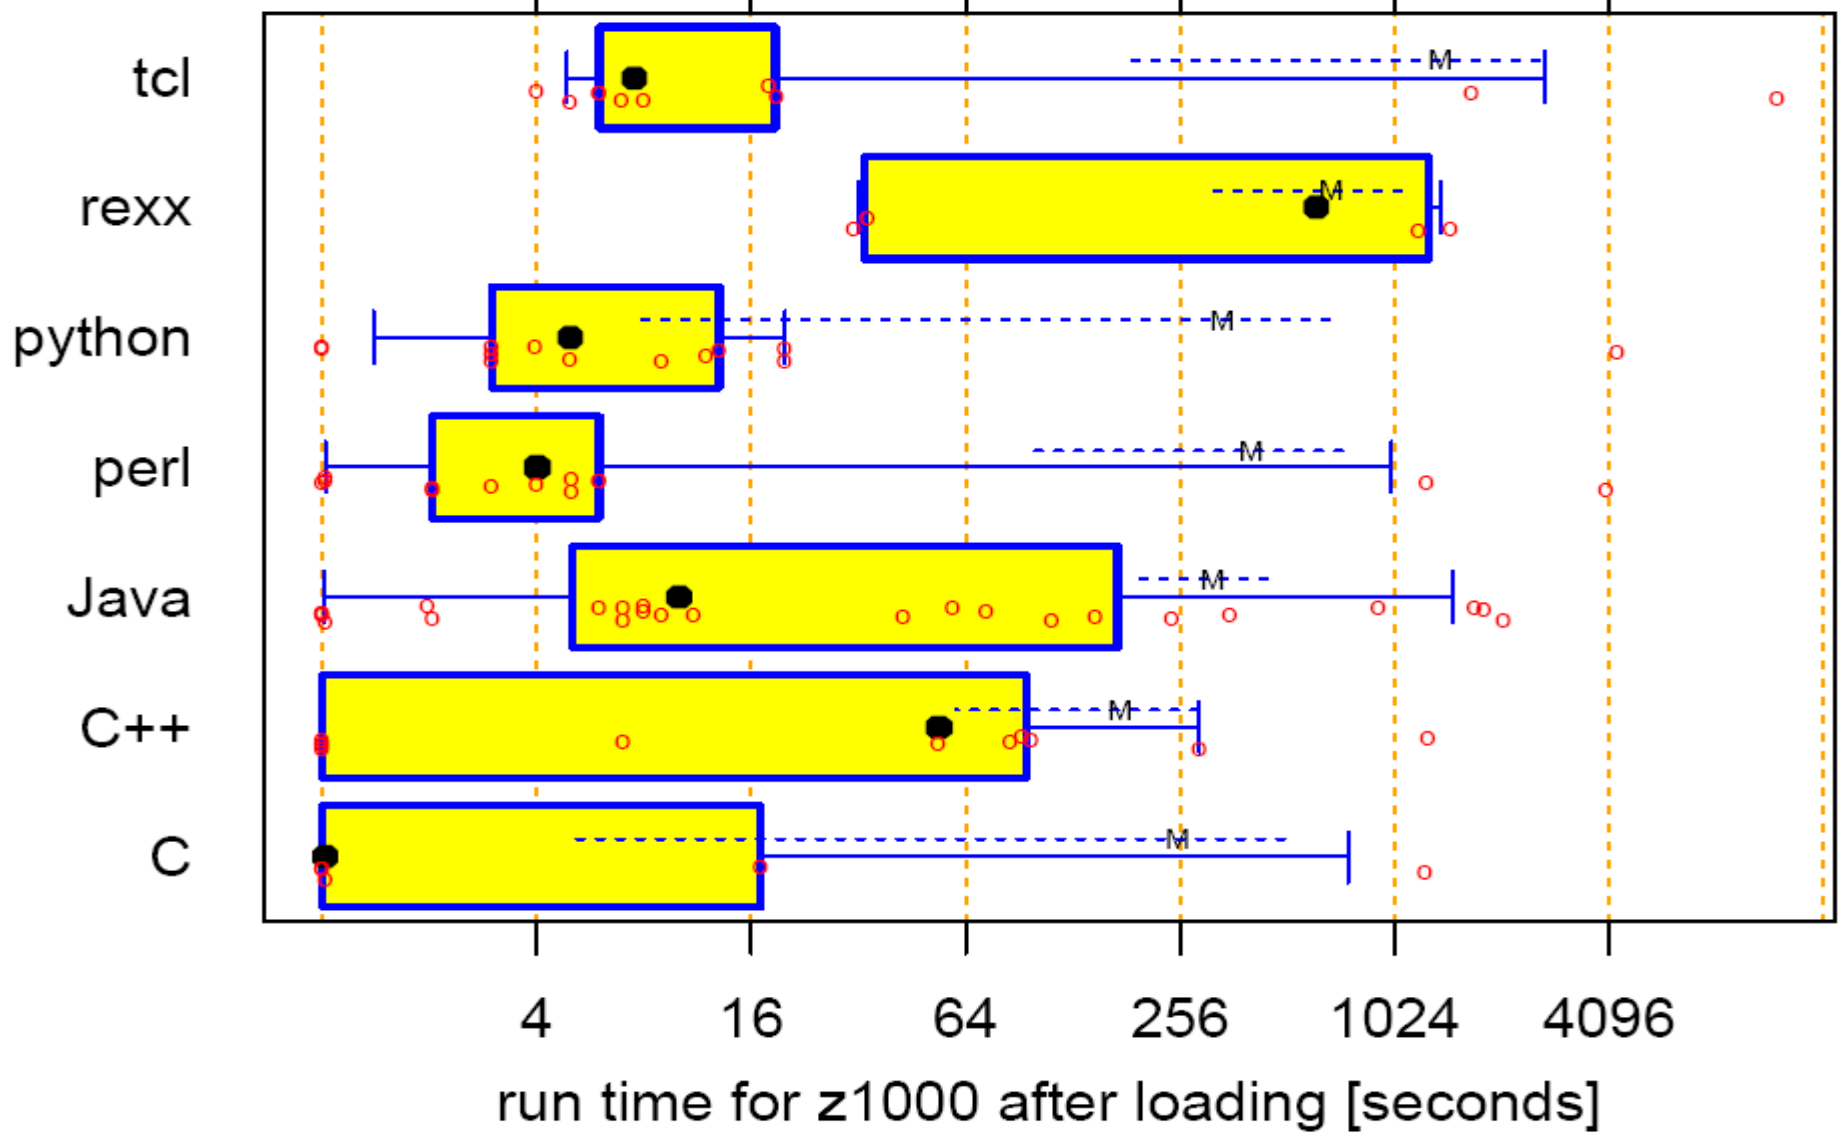 tcl
M
rexx
M
python
M
perl
M
Java
M
C++
M
C
M
4 16 64 256 1024 4096
run time for z1000 after loading [seconds]